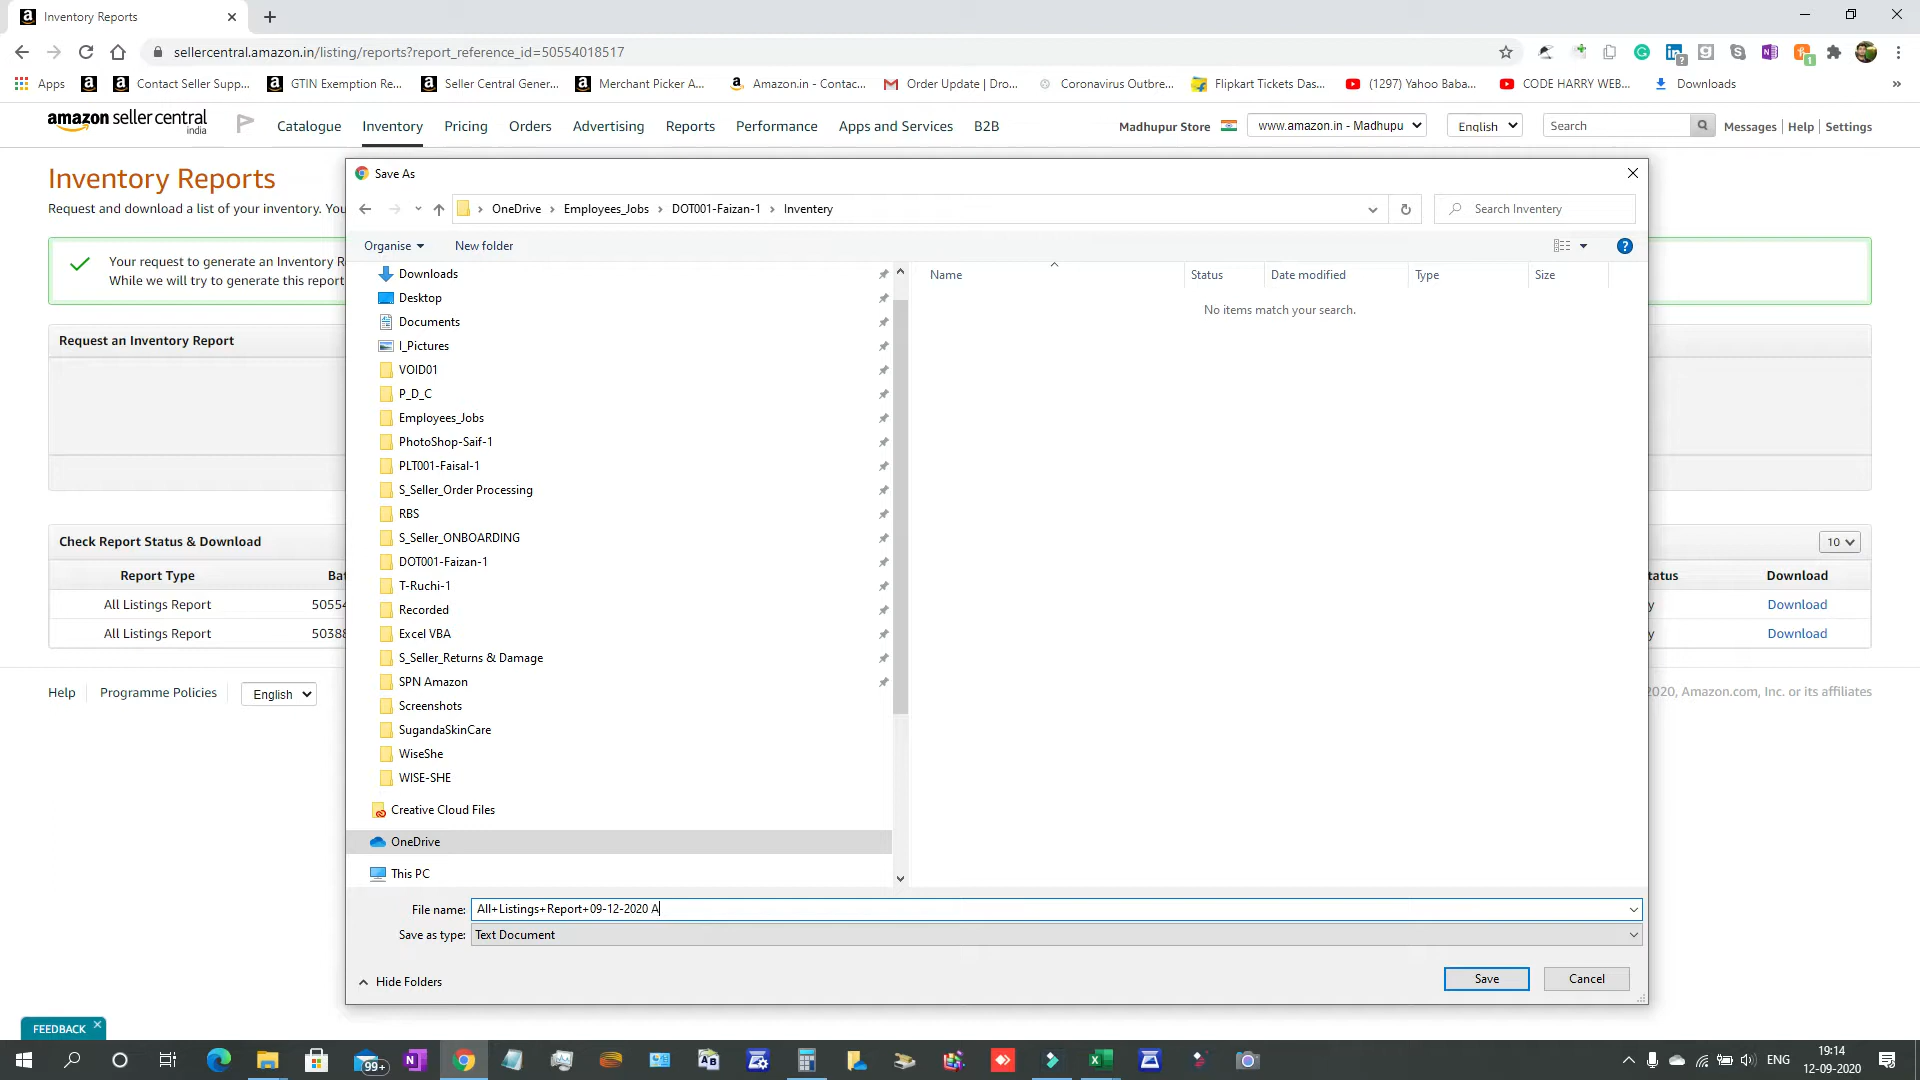 Inventory Reports
sellercentral.amazon.in/listing/reports?report_reference_id=50554018517
Apps
Contact Seller Supp...
GTIN Exemption Re...
Seller Central Gener...
Merchant Picker A...
Amazon.in - Contac...
Order Update | Dro...
Coronavirus Outbre...
Flipkart Tickets Das...
(1297) Yahoo Baba...
CODE HARRY WEB...
Downloads
»
amazon seller central
india
Catalogue
Inventory
Pricing
Orders
Advertising
Reports
Performance
Apps and Services
B2B
Madhupur Store
www.amazon.in - Madhupu
English
Search
Messages
Help
Settings
Inventory Reports
Request and download a list of your inventory. You
Your request to generate an Inventory R
While we will try to generate this report
Request an Inventory Report
Check Report Status & Download
10
Report Type
Bat
tatus
Download
All Listings Report
5055
y
Download
All Listings Report
5038
y
Download
Help
Programme Policies
English
2020, Amazon.com, Inc. or its affiliates
Save As
OneDrive
Employees_Jobs
DOT001-Faizan-1
Inventery
Search Inventery
Organise
New folder
Name
Status
Date modified
Type
Size
No items match your search.
Downloads
Desktop
Documents
I_Pictures
VOID01
P_D_C
Employees_Jobs
PhotoShop-Saif-1
PLT001-Faisal-1
S_Seller_Order Processing
RBS
S_Seller_ONBOARDING
DOT001-Faizan-1
T-Ruchi-1
Recorded
Excel VBA
S_Seller_Returns & Damage
SPN Amazon
Screenshots
SugandaSkinCare
WiseShe
WISE-SHE
Creative Cloud Files
OneDrive
This PC
File name:
All+Listings+Report+09-12-2020 A
Save as type:
Text Document
Hide Folders
Save
Cancel
FEEDBACK
99+
ENG
19:14
12-09-2020